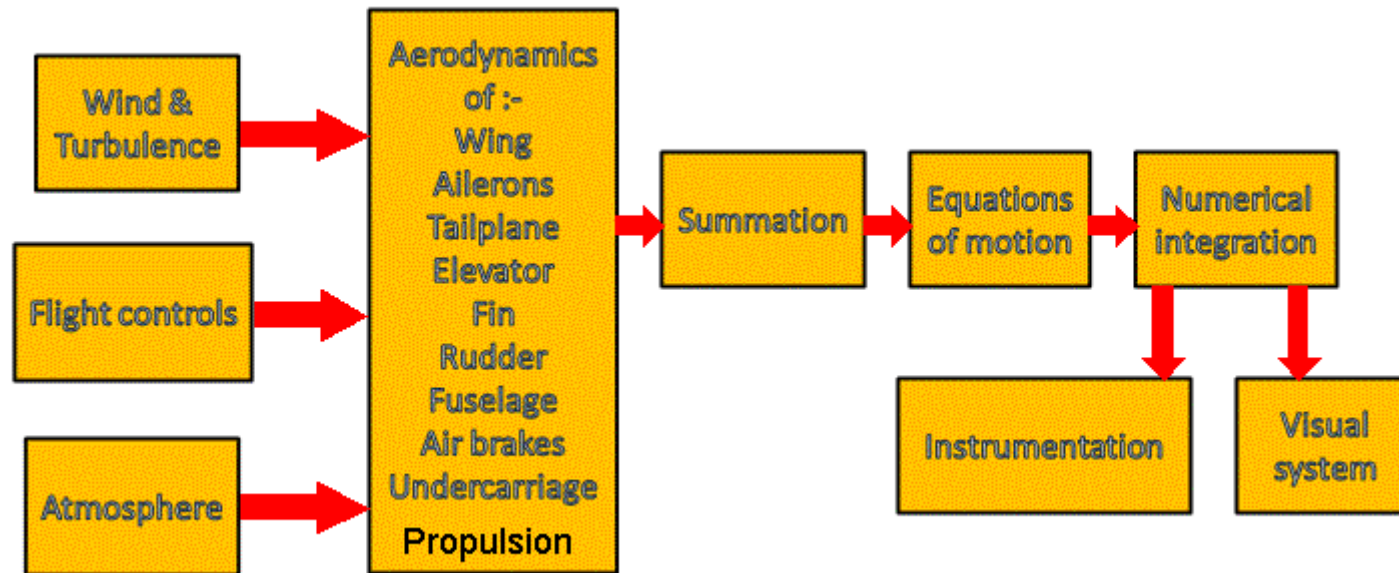 Wind &
Turbulence
Flight controls
Atmosphere
Aerodynamics
of :-
Wing
Ailerons
Tailplane
Elevator
Fin
Rudder
Fuselage
Air brakes
Undercarriage
Propulsion
Summation
Equations
of motion
Numerical
integration
Instrumentation
Visual
system